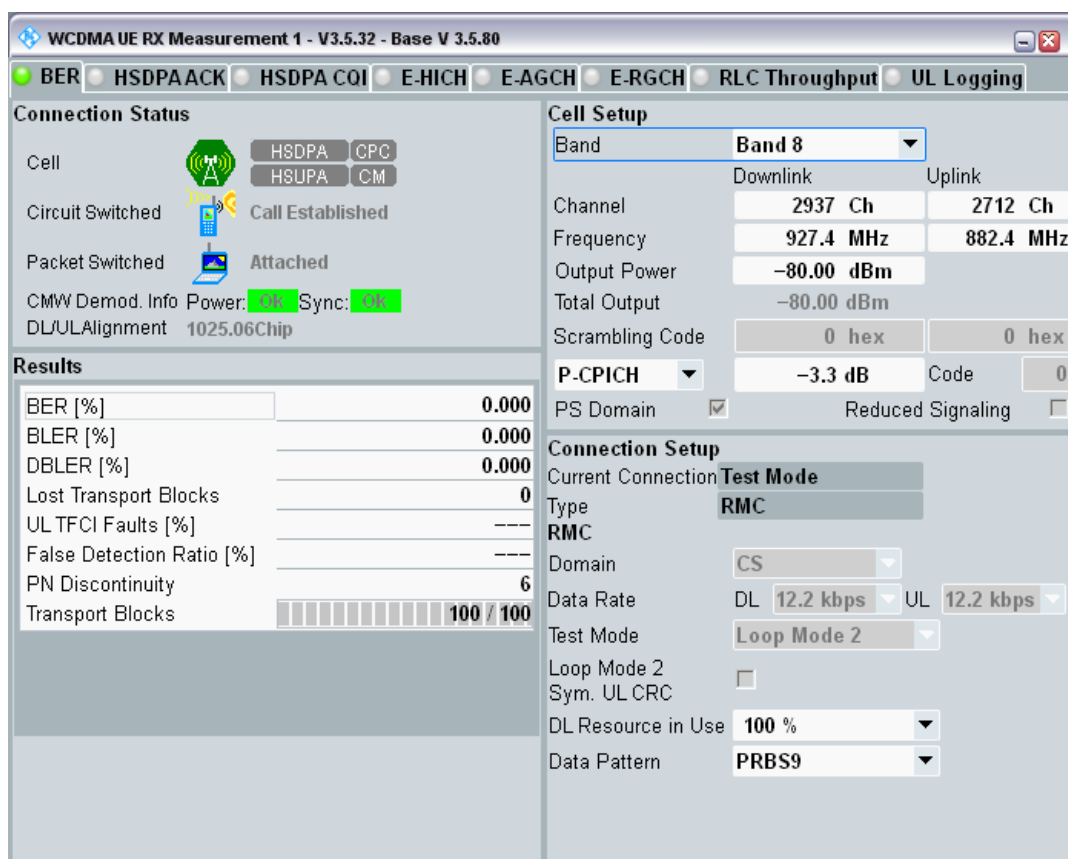 WCDMA UE RX Measurement 1 - V3.5.32 - Base V 3.5.80
BER HSDPA ACK HSDPA CQI E-HICH E-AGCH E-RGCH RLC Throughput UL Logging
Connection Status
Cell HSDPA CPC
HSUPA CM
Circuit Switched Call Established
Packet Switched Attached
CMW Demod. Info Power: Ok Sync: Ok
DL/ULAlignment 1025.06Chip
Results
BER [%] 0.000
BLER [%] 0.000
DBLER [%] 0.000
Lost Transport Blocks 0
UL TFCI Faults [%] ---
False Detection Ratio [%] ---
PN Discontinuity 6
Transport Blocks 100 / 100
Cell Setup
Band Band 8
Downlink Uplink
Channel 2937 Ch 2712 Ch
Frequency 927.4 MHz 882.4 MHz
Output Power -80.00 dBm
Total Output -80.00 dBm
Scrambling Code 0 hex 0 hex
P-CPICH -3.3 dB Code 0
PS Domain Reduced Signaling
Connection Setup
Current Connection Test Mode
Type RMC
RMC
Domain CS
Data Rate DL 12.2 kbps UL 12.2 kbps
Test Mode Loop Mode 2
Loop Mode 2
Sym. UL CRC
DL Resource in Use 100 %
Data Pattern PRBS9